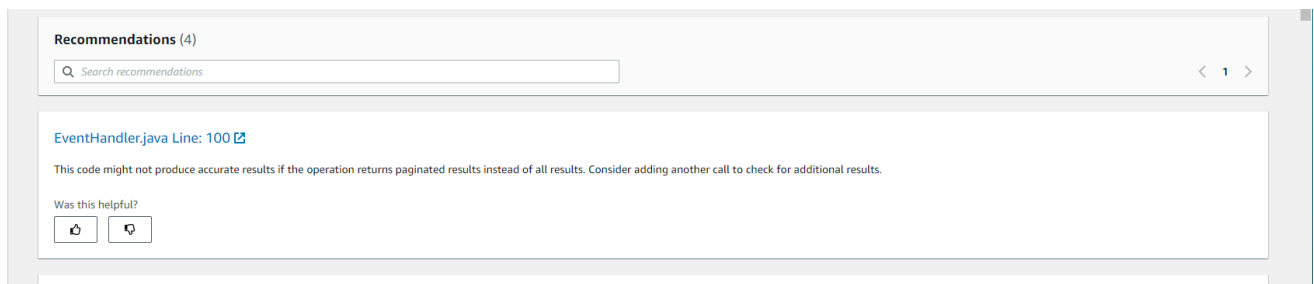 Recommendations (4)
Search recommendations
1
EventHandler.java Line: 100
This code might not produce accurate results if the operation returns paginated results instead of all results. Consider adding another call to check for additional results.
Was this helpful?